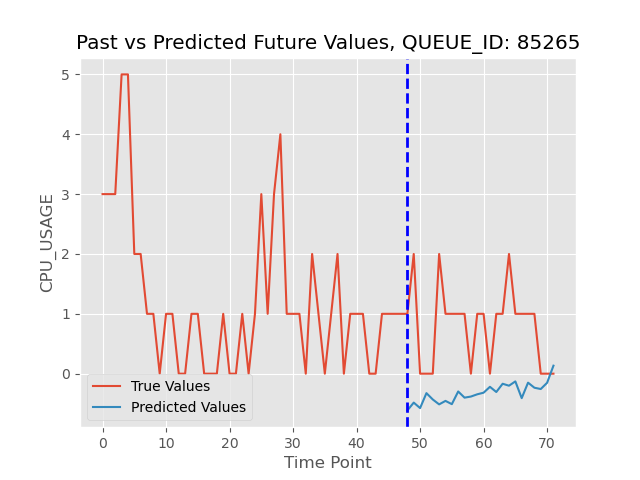 Past vs Predicted Future Values, QUEUE_ID: 85265
5
4
3
2
1
0
CPU_USAGE
True Values
Predicted Values
0 10 20 30 40 50 60 70
Time Point